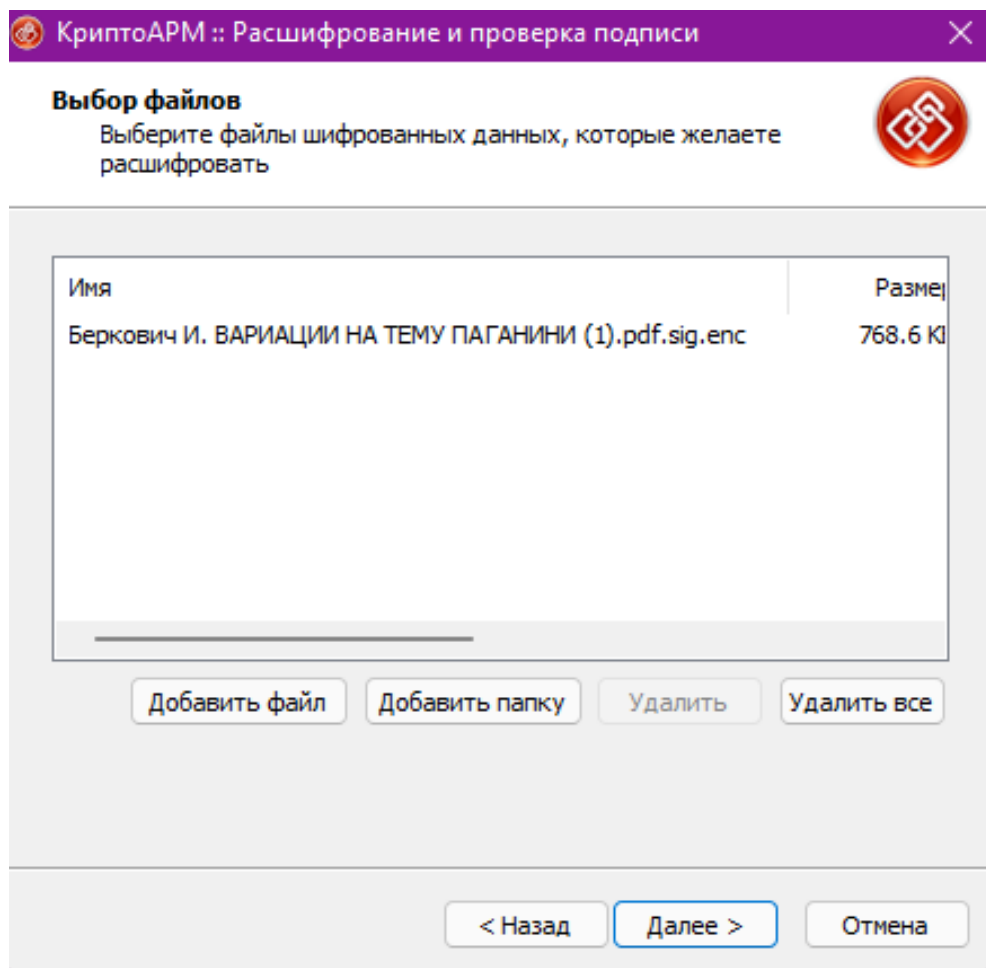 КриптоАРМ :: Расшифрование и проверка подписи
Выбор файлов
Выберите файлы шифрованных данных, которые желаете
расшифровать
Имя Размер
Беркович И. ВАРИАЦИИ НА ТЕМУ ПАГАНИНИ (1).pdf.sig.enc 768.6 К
Добавить файл Добавить папку Удалить Удалить все
< Назад Далее > Отмена